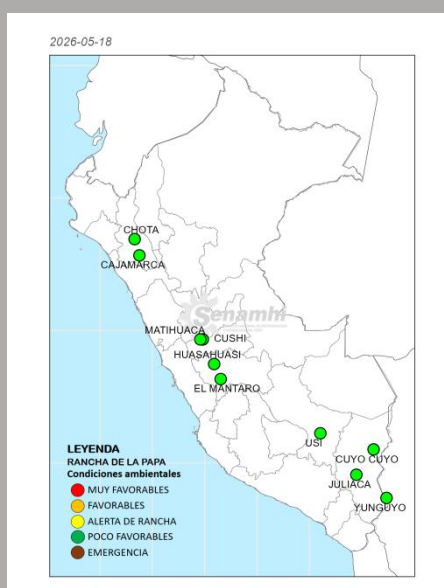 2026-05-18
CHOTA
CAJAMARCA
Senamhi
MATIHUACA
CUSHI
HUASAHUASI
EL MANTARO
USI
CUYO CUYO
JULIACA
YUNGUYO
LEYENDA
RANCHA DE LA PAPA
Condiciones ambientales
MUY FAVORABLES
FAVORABLES
ALERTA DE RANCHA
POCO FAVORABLES
EMERGENCIA